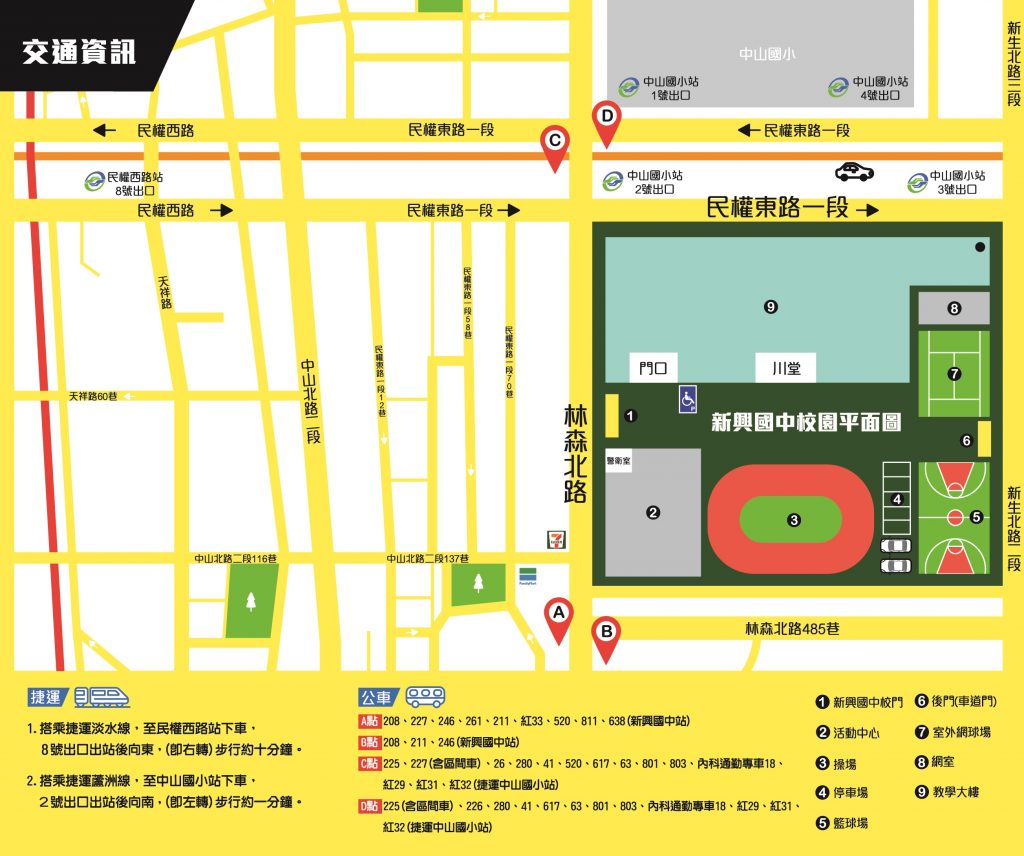 交通資訊
中山國小
中山國小站
1號出口
中山國小站
4號出口
新生北路三段
民權西路
民權東路一段
民權東路一段
C
D
民權西路站
8號出口
中山國小站
2號出口
中山國小站
3號出口
民權西路
民權東路一段
民權東路一段
天祥路
民權東路一段58巷
民權東路一段70巷
民權東路一段12巷
中山北路二段
天祥路60巷
林森北路
9
8
7
門口
川堂
P
1
新興國中校園平面圖
6
警衛室
2
3
4
5
新生北路二段
7
ELEVEN
中山北路二段116巷
中山北路二段137巷
FamilyMart
A
B
林森北路485巷
捷運
1. 搭乘捷運淡水線，至民權西路站下車，
8號出口出站後向東，(即右轉) 步行約十分鐘。
2. 搭乘捷運蘆洲線，至中山國小站下車，
2號出口出站後向南，(即左轉) 步行約一分鐘。
公車
A點 208、227、246、261、211、紅33、520、811、638 (新興國中站)
B點 208、211、246 (新興國中站)
C點 225、227 (含區間車) 、26、280、41、520、617、63、801、803、內科通勤專車18、
紅29、紅31、紅32 (捷運中山國小站)
D點 225 (含區間車) 、226、280、41、617、63、801、803、內科通勤專車18、紅29、紅31、
紅32 (捷運中山國小站)
1 新興國中校門
2 活動中心
3 操場
4 停車場
5 籃球場
6 後門(車道門)
7 室外網球場
8 網室
9 教學大樓